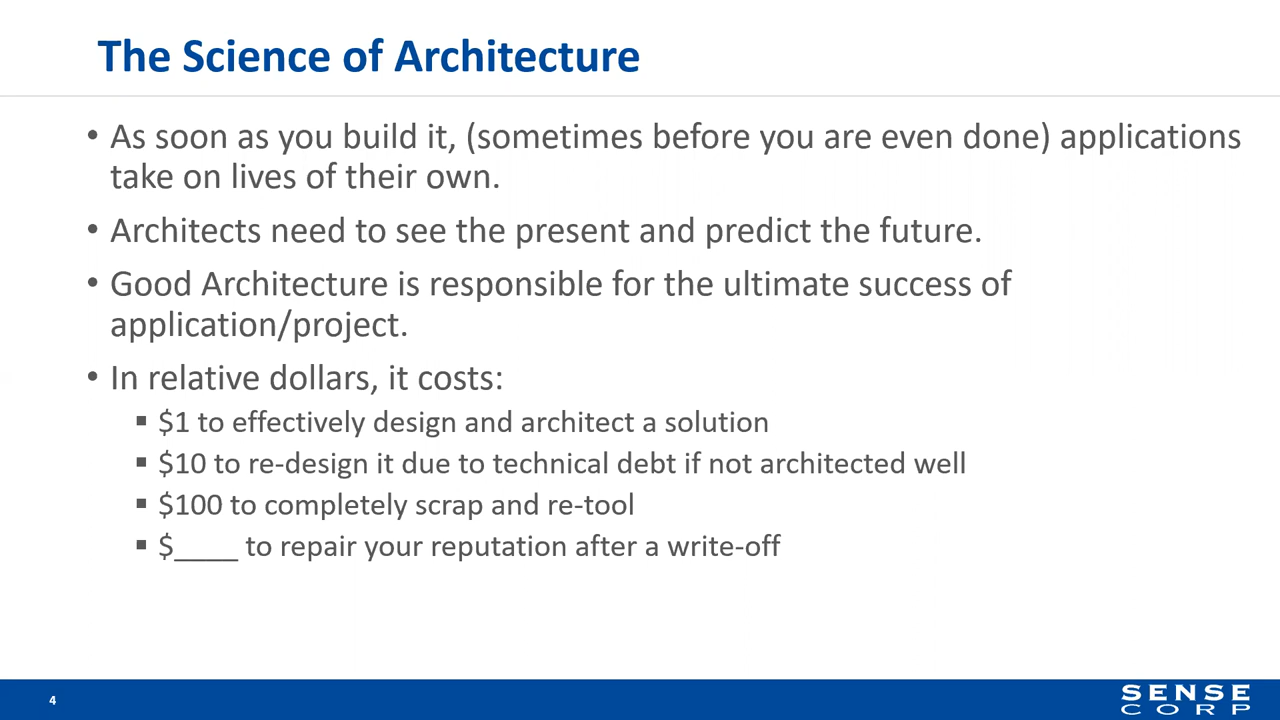 The Science of Architecture
• As soon as you build it, (sometimes before you are even done) applications
take on lives of their own.
• Architects need to see the present and predict the future.
• Good Architecture is responsible for the ultimate success of
application/project.
• In relative dollars, it costs:
▪ $1 to effectively design and architect a solution
▪ $10 to re-design it due to technical debt if not architected well
▪ $100 to completely scrap and re-tool
▪ $____ to repair your reputation after a write-off
4
SENSE
CORP